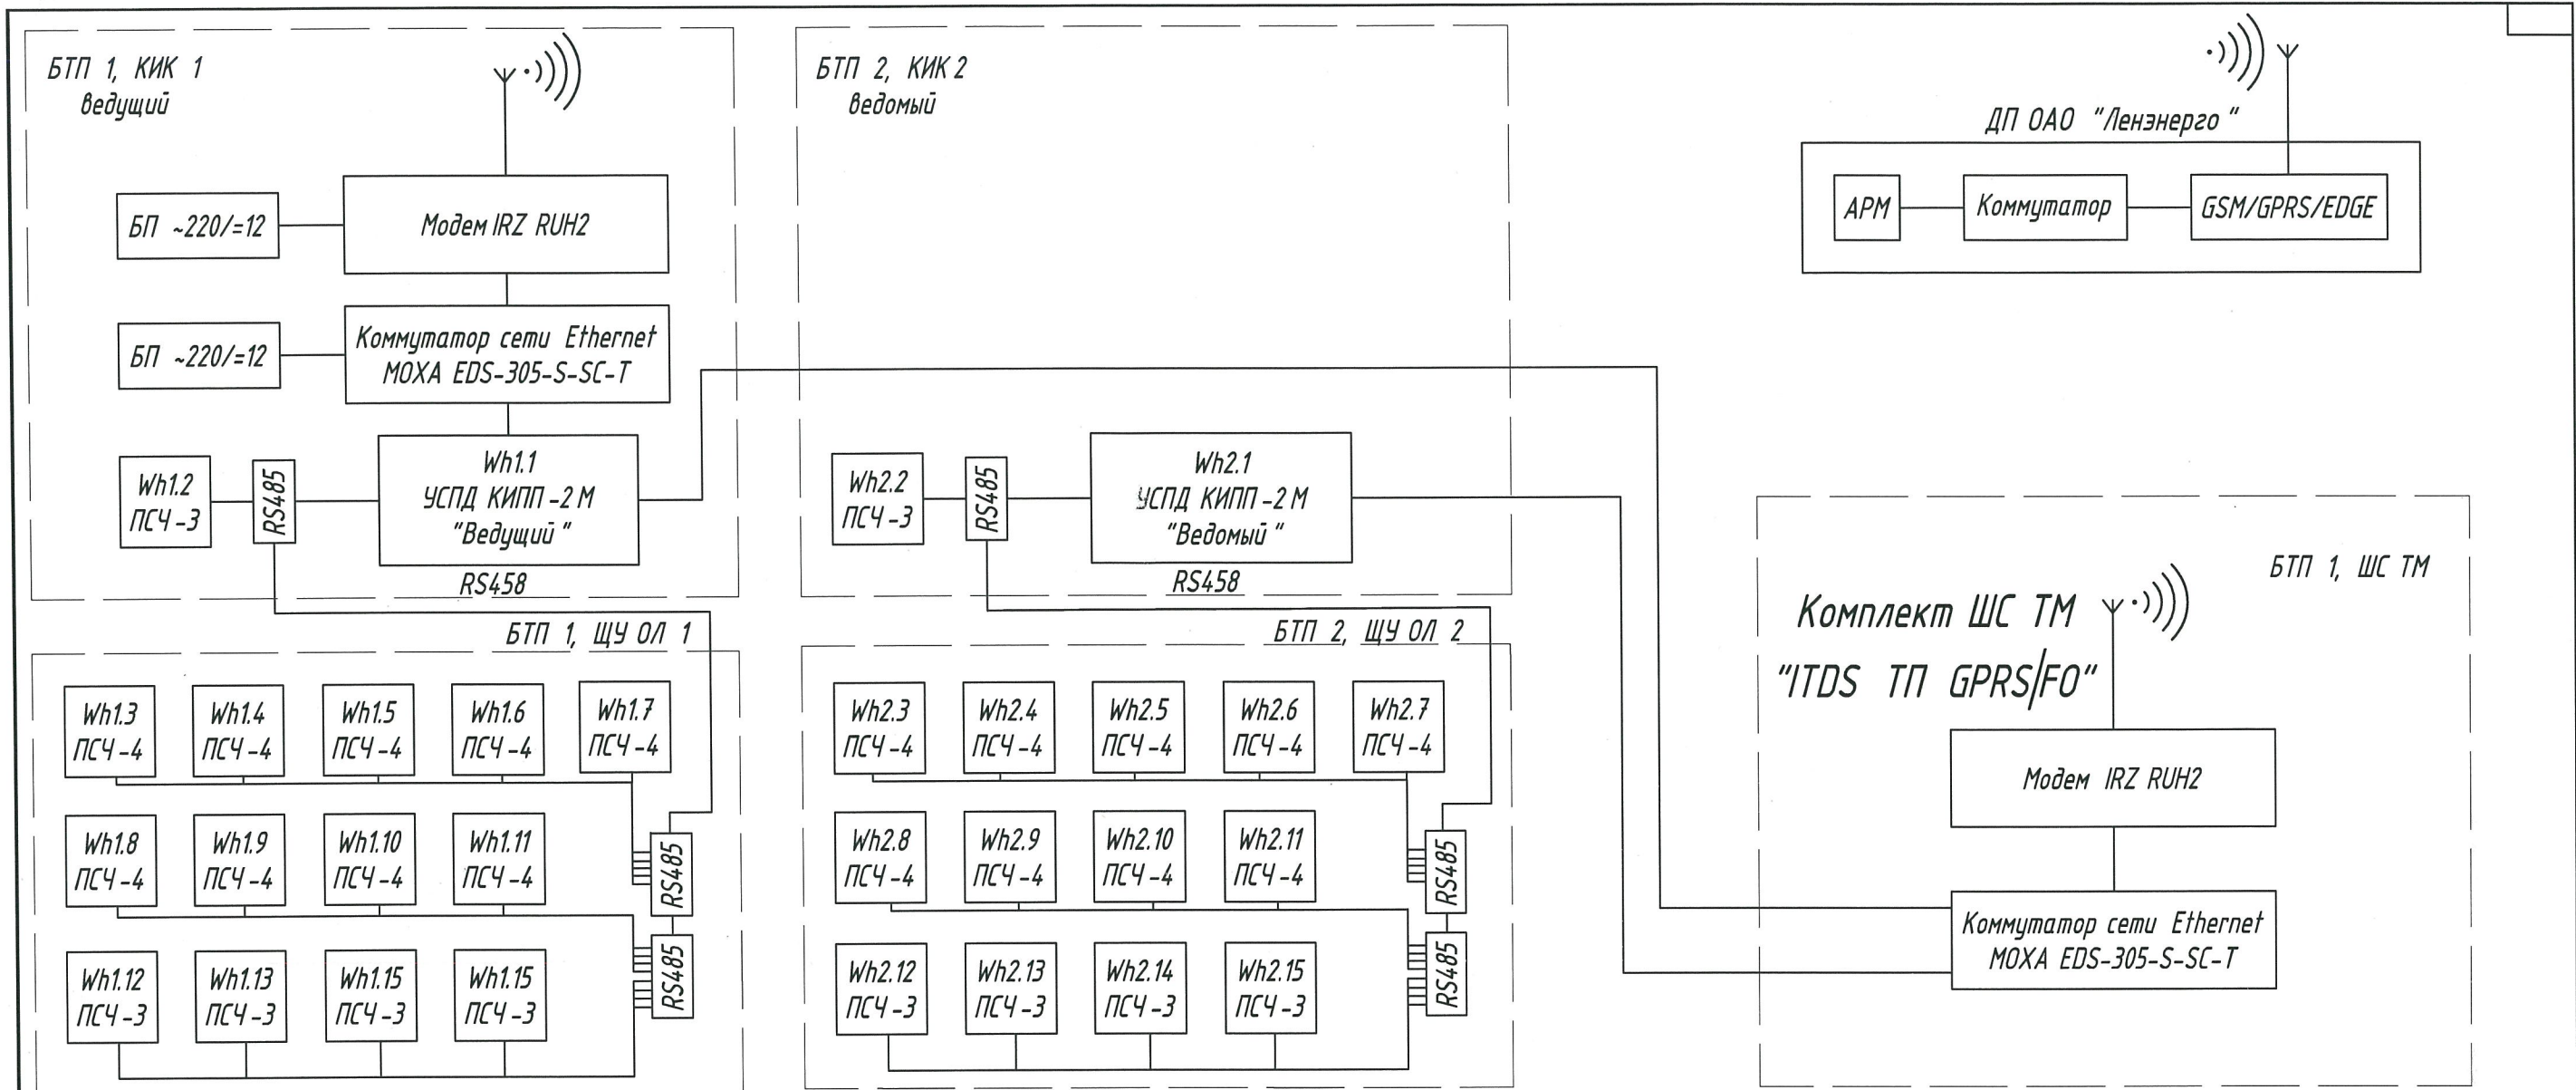 БТП 1, КИК 1
ведущий
Модем IRZ RUH2
БП ~220/=12
Коммутатор сети Ethernet
МОХА EDS-305-S-SC-T
БП ~220/=12
Wh1.2
ПСЧ-3
RS485
Wh1.1
УСПД КИПП-2М
"Ведущий"
RS458
БТП 2, КИК 2
ведомый
Wh2.2
ПСЧ-3
RS485
Wh2.1
УСПД КИПП-2М
"Ведомый"
RS458
ДП ОАО "Ленэнерго"
АРМ
Коммутатор
GSM/GPRS/EDGE
БТП 1, ЩУ ОЛ 1
Wh1.3
ПСЧ-4
Wh1.4
ПСЧ-4
Wh1.5
ПСЧ-4
Wh1.6
ПСЧ-4
Wh1.7
ПСЧ-4
Wh1.8
ПСЧ-4
Wh1.9
ПСЧ-4
Wh1.10
ПСЧ-4
Wh1.11
ПСЧ-4
RS485
Wh1.12
ПСЧ-3
Wh1.13
ПСЧ-3
Wh1.15
ПСЧ-3
Wh1.15
ПСЧ-3
RS485
БТП 2, ЩУ ОЛ 2
Wh2.3
ПСЧ-4
Wh2.4
ПСЧ-4
Wh2.5
ПСЧ-4
Wh2.6
ПСЧ-4
Wh2.7
ПСЧ-4
Wh2.8
ПСЧ-4
Wh2.9
ПСЧ-4
Wh2.10
ПСЧ-4
Wh2.11
ПСЧ-4
RS485
Wh2.12
ПСЧ-3
Wh2.13
ПСЧ-3
Wh2.14
ПСЧ-3
Wh2.15
ПСЧ-3
RS485
БТП 1, ШС ТМ
Комплект ШС ТМ
"ITDS ТП GPRS/FO"
Модем IRZ RUH2
Коммутатор сети Ethernet
МОХА EDS-305-S-SC-T